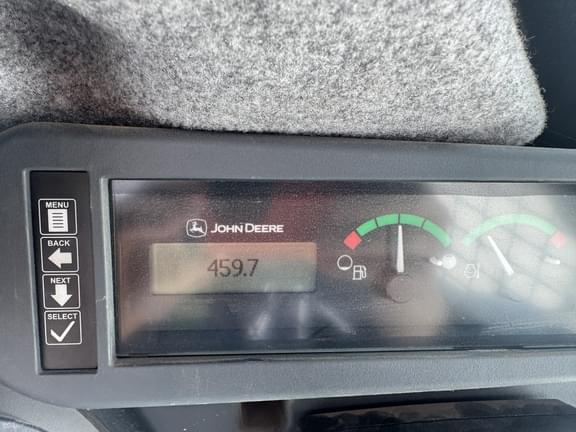 MENU
BACK
NEXT
SELECT
JOHN DEERE
459.7